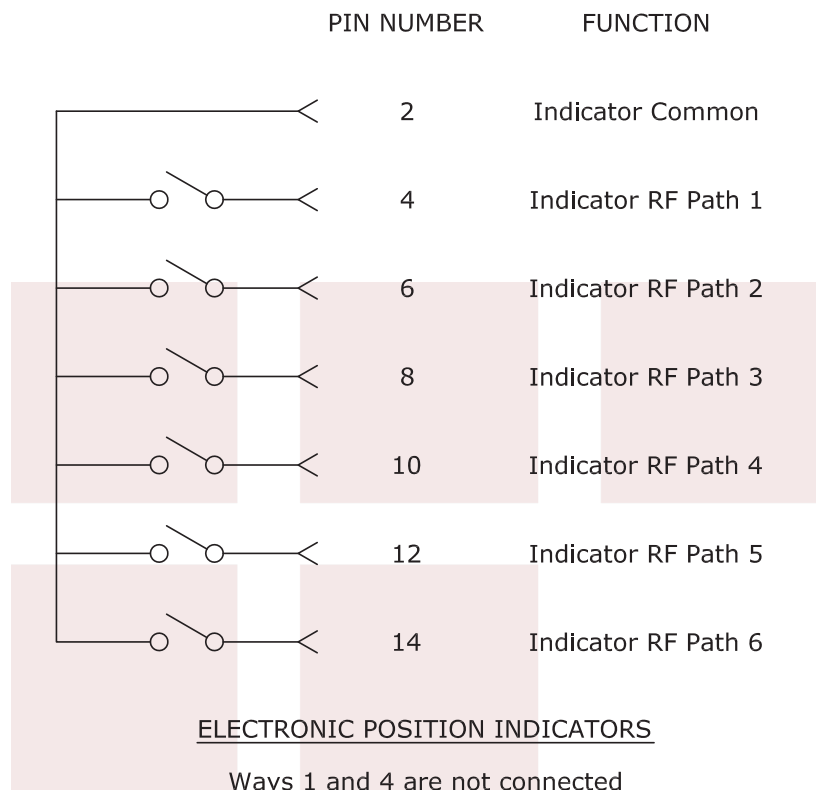 PIN NUMBER FUNCTION
2 Indicator Common
4 Indicator RF Path 1
6 Indicator RF Path 2
8 Indicator RF Path 3
10 Indicator RF Path 4
12 Indicator RF Path 5
14 Indicator RF Path 6
ELECTRONIC POSITION INDICATORS
Ways 1 and 4 are not connected